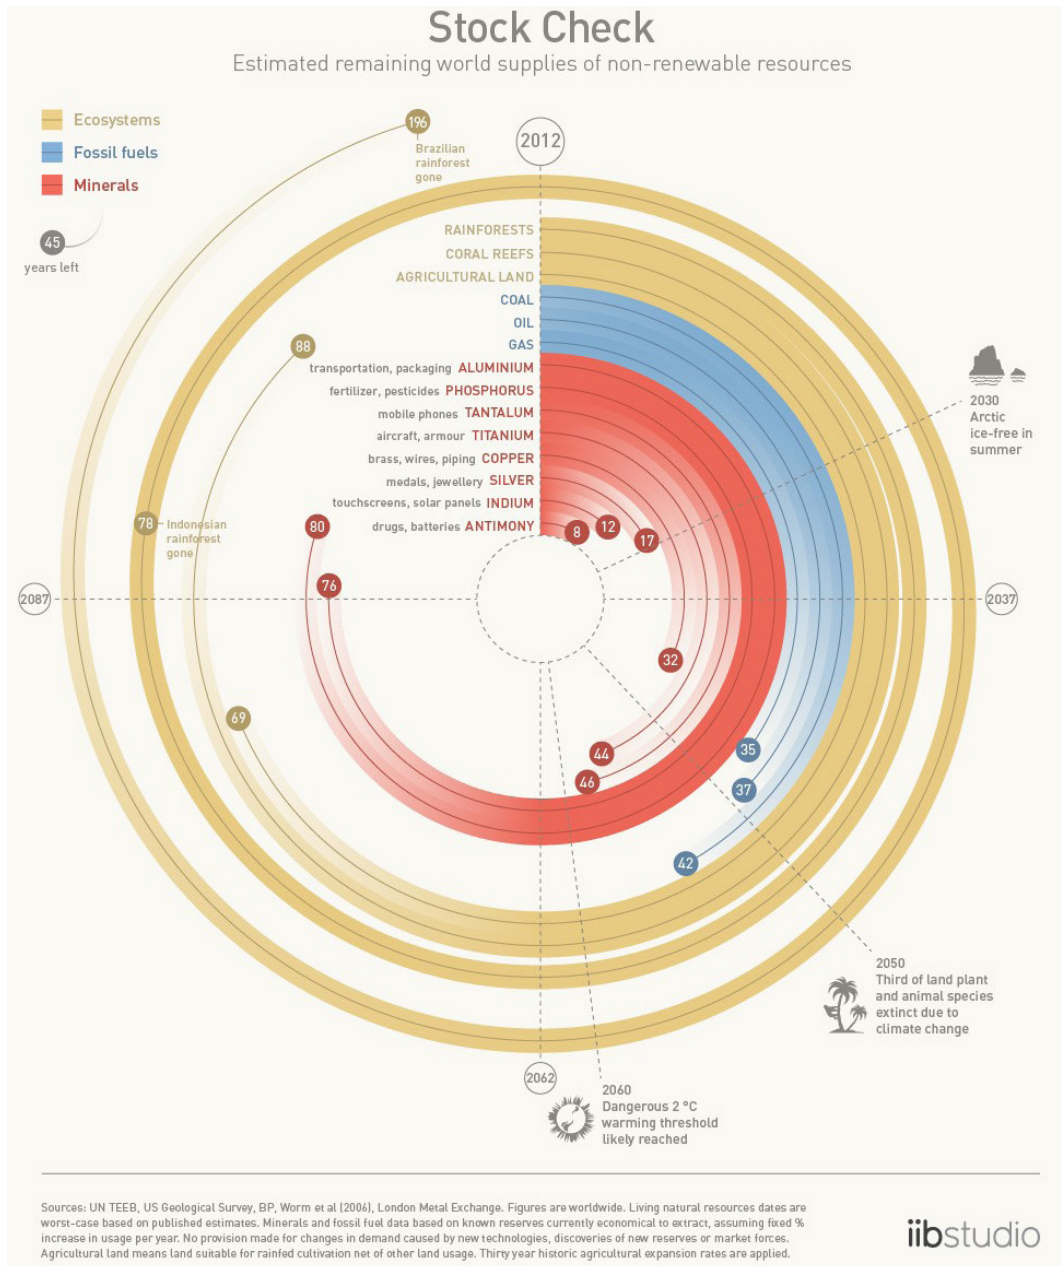 Stock Check
Estimated remaining world supplies of non-renewable resources
Ecosystems
Fossil fuels
Minerals
45
years left
196
Brazilian
rainforest
gone
2012
RAINFORESTS
CORAL REEFS
AGRICULTURAL LAND
COAL
OIL
GAS
transportation, packaging ALUMINIUM
fertilizer, pesticides PHOSPHORUS
mobile phones TANTALUM
aircraft, armour TITANIUM
brass, wires, piping COPPER
medals, jewellery SILVER
touchscreens, solar panels INDIUM
drugs, batteries ANTIMONY
88
78
Indonesian
rainforest
gone
80
76
8
12
17
2030
Arctic
ice-free in
summer
2087
2037
69
32
44
46
35
37
42
2050
Third of land plant
and animal species
extinct due to
climate change
2062
2060
Dangerous 2 °C
warming threshold
likely reached
Sources: UN TEEB, US Geological Survey, BP, Worm et al (2006), London Metal Exchange. Figures are worldwide. Living natural resources dates are
worst-case based on published estimates. Minerals and fossil fuel data based on known reserves currently economical to extract, assuming fixed %
increase in usage per year. No provision made for changes in demand caused by new technologies, discoveries of new reserves or market forces.
Agricultural land means land suitable for rainfed cultivation net of other land usage. Thirty year historic agricultural expansion rates are applied.
iibstudio